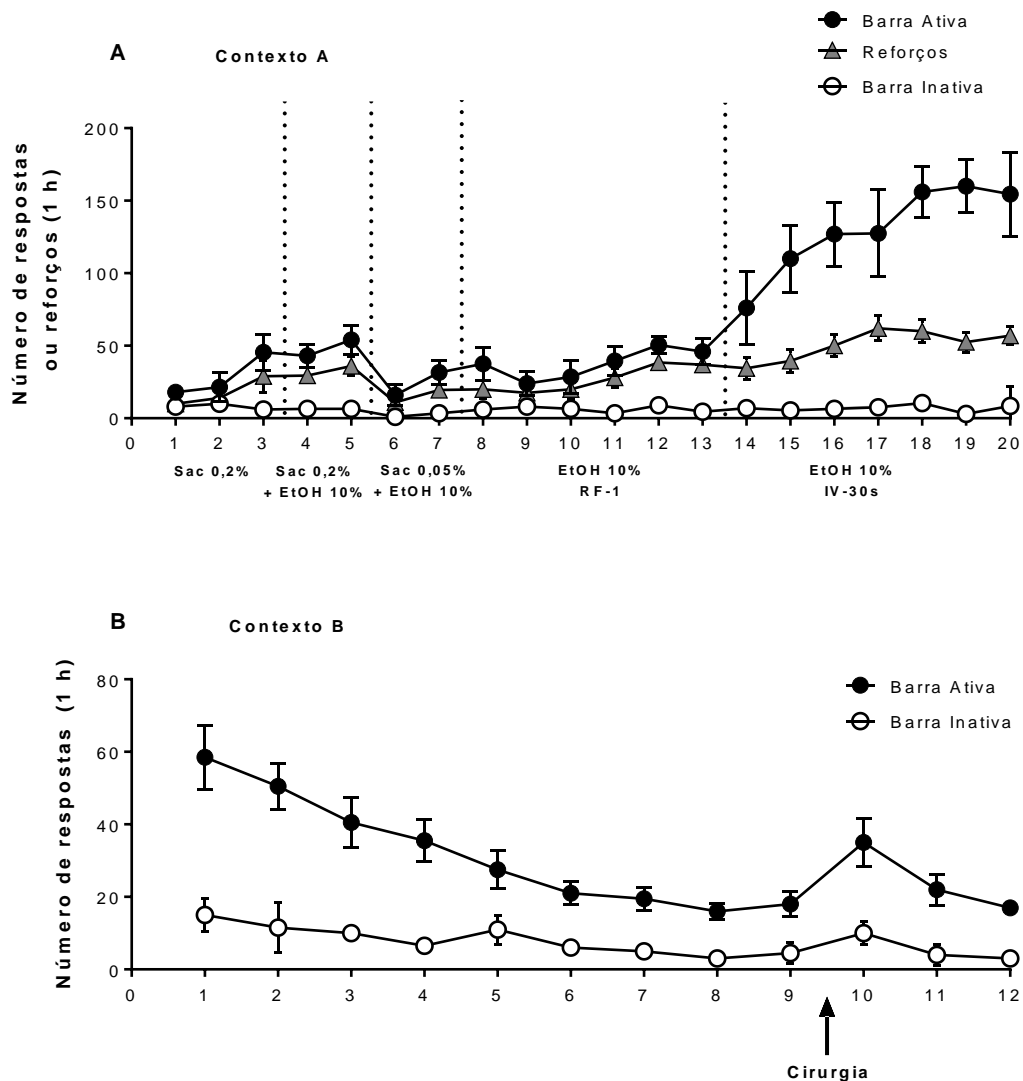 Barra Ativa
A
Contexto A
Reforços
Barra Inativa
Número de respostas
ou reforços (1 h)
200
150
100
50
0
0 1 2 3 4 5 6 7 8 9 10 11 12 13 14 15 16 17 18 19 20
Sac 0,2% Sac 0,2% Sac 0,05% EtOH 10% EtOH 10%
+ EtOH 10% + EtOH 10% RF-1 IV-30s
B
Contexto B
Número de respostas (1 h)
80
60
40
20
0
Barra Ativa
Barra Inativa
0 1 2 3 4 5 6 7 8 9 10 11 12
Cirurgia